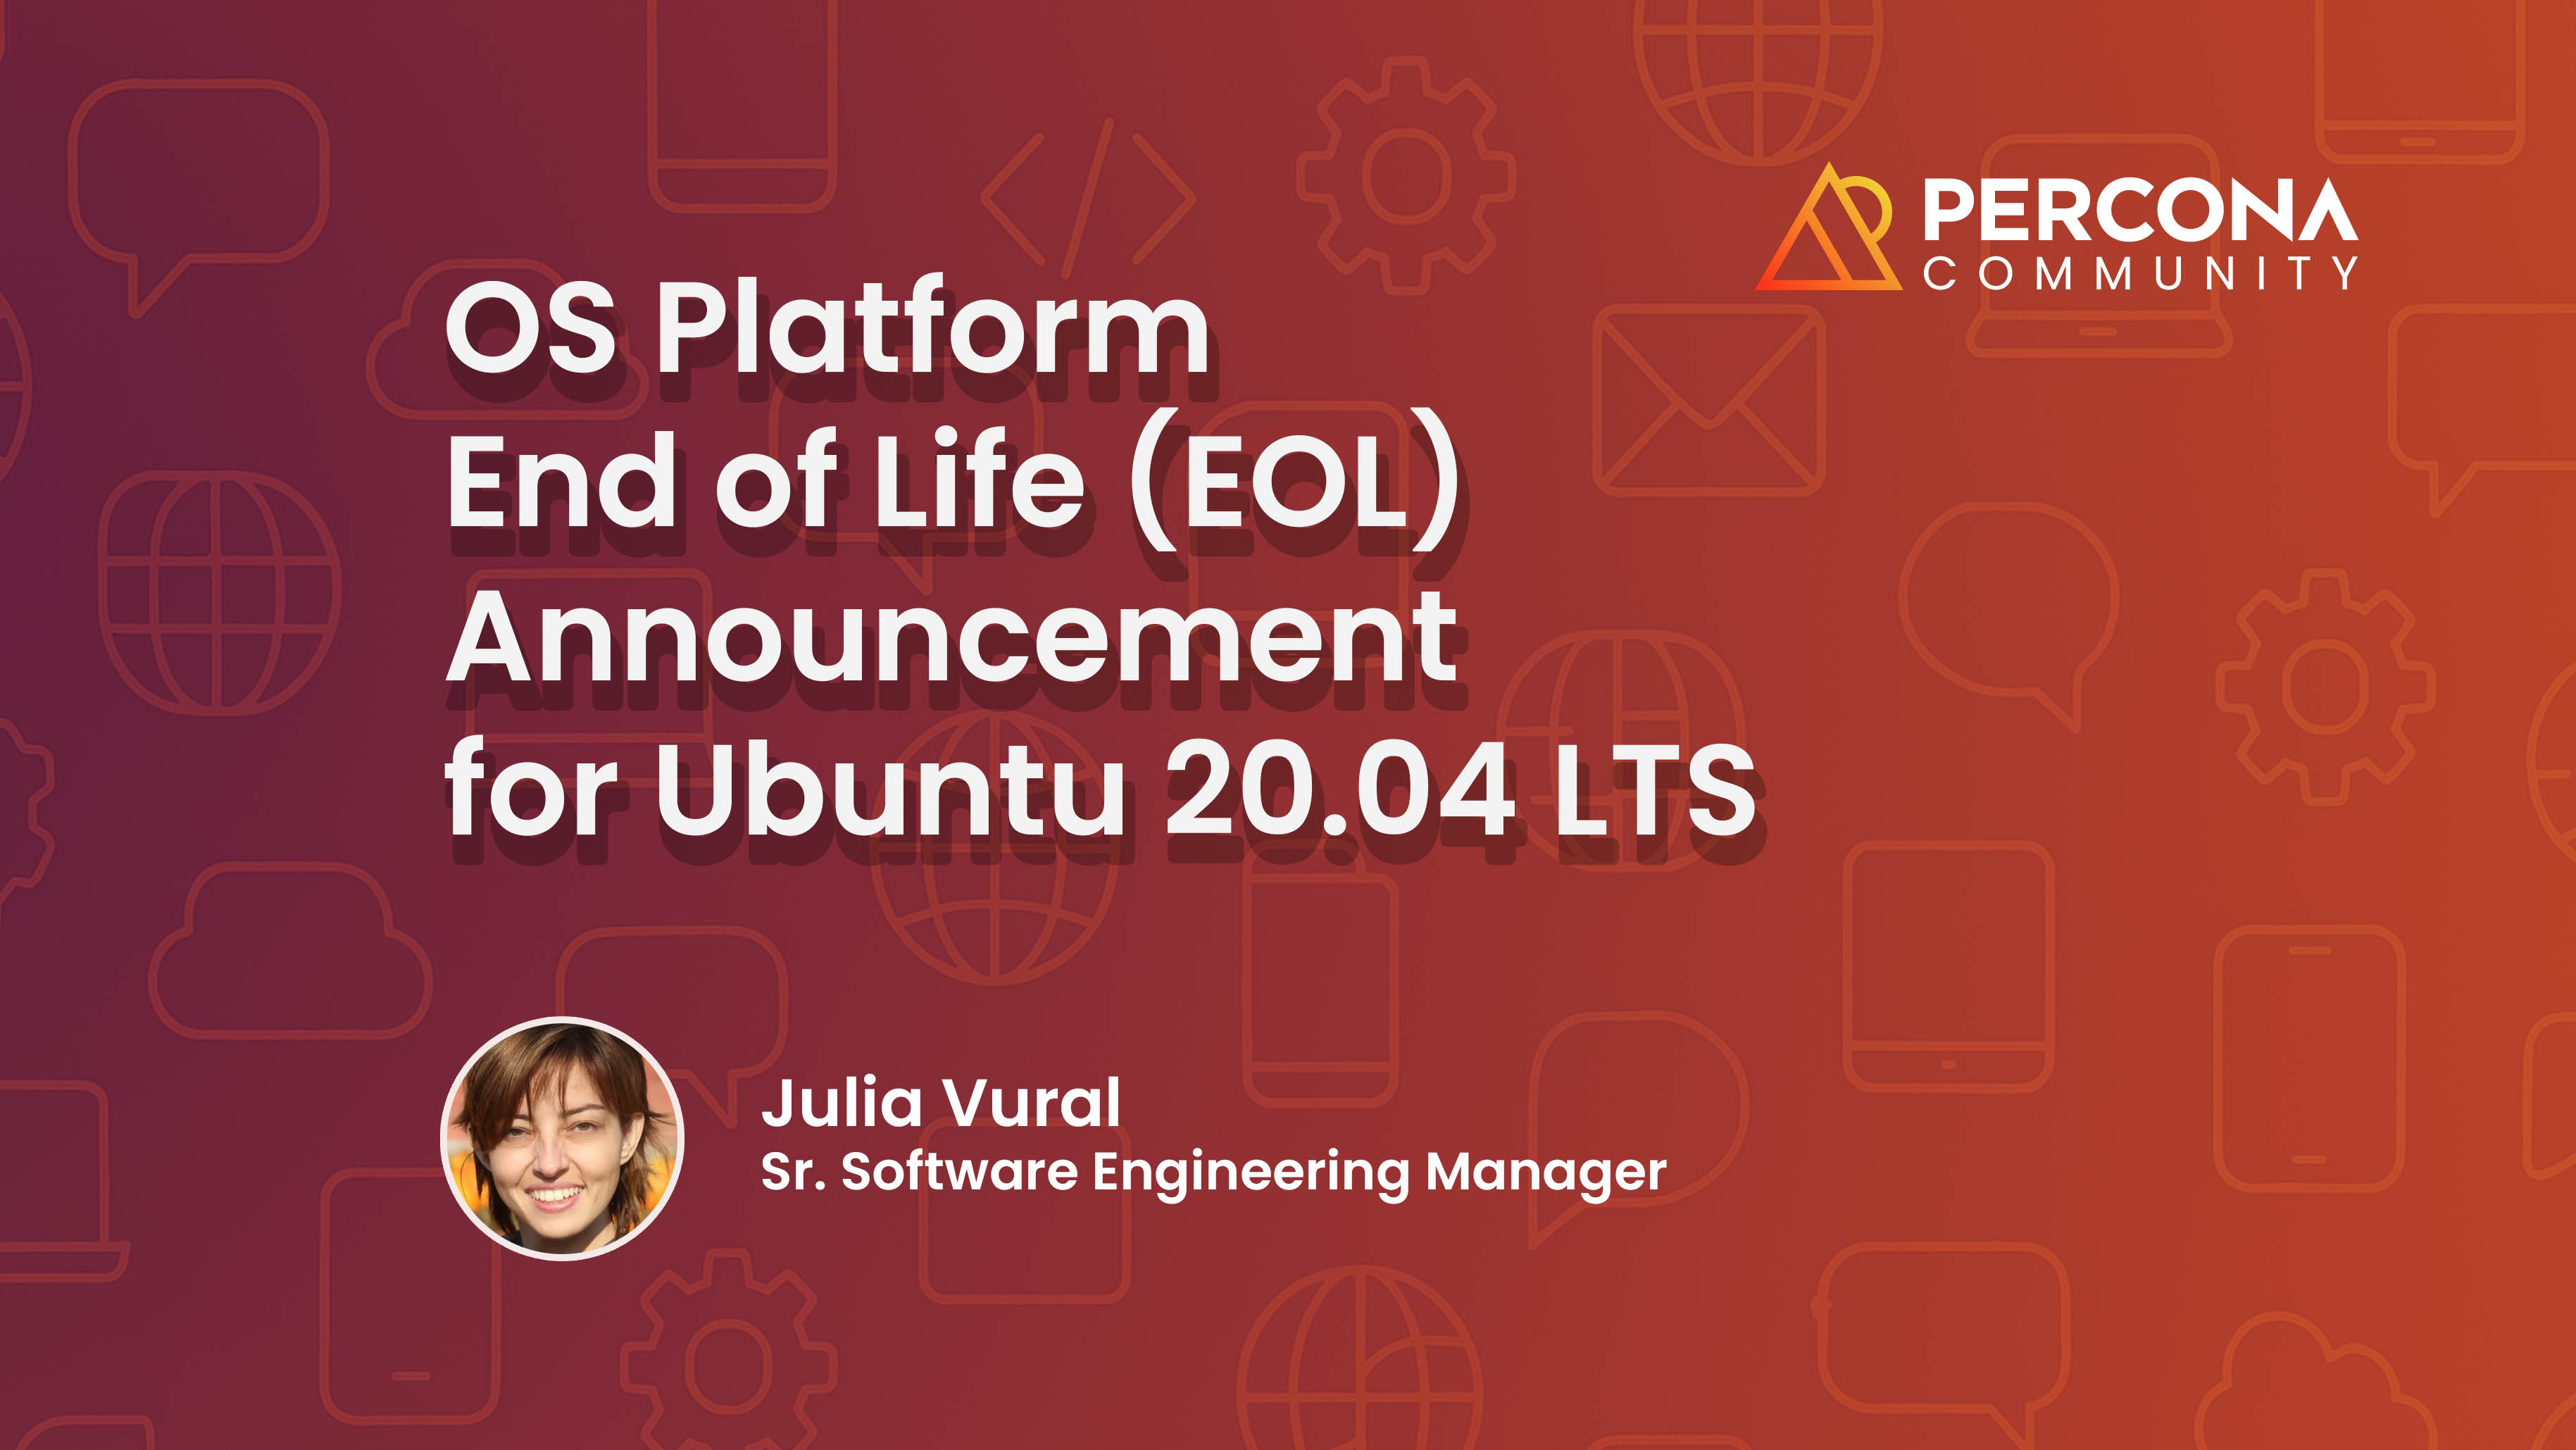 PERCONA
COMMUNITY
OS Platform
End of Life (EOL)
Announcement
for Ubuntu 20.04 LTS
Julia Vural
Sr. Software Engineering Manager